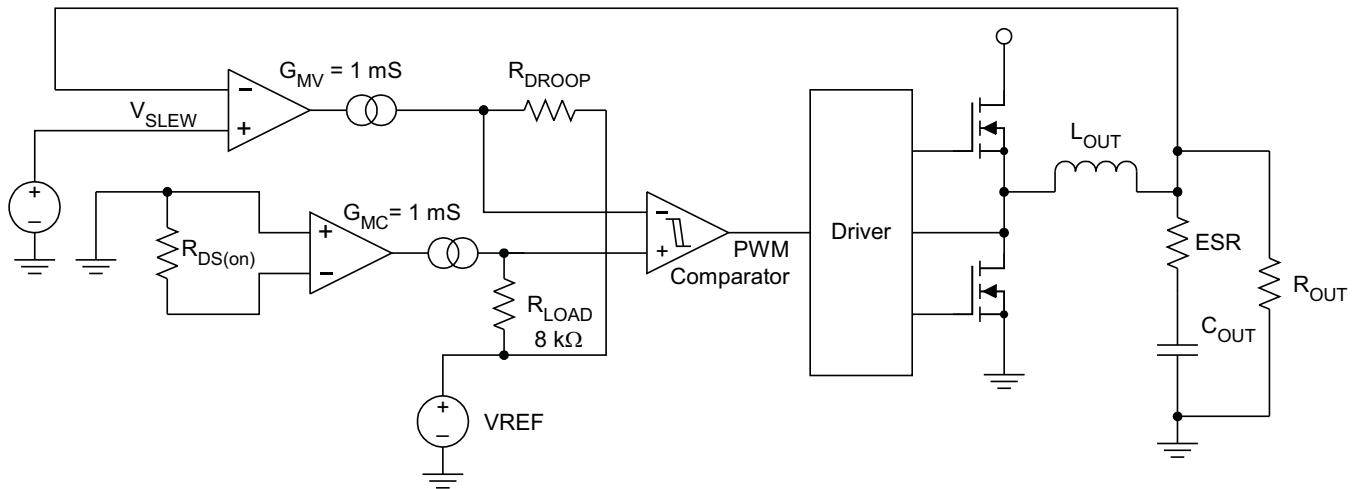 G_MV = 1 mS
R_DROOP
V_SLEW
−
+
+
−
G_MC = 1 mS
R_DS(on)
+
−
R_LOAD
8 kΩ
−
+
PWM
Comparator
Driver
L_OUT
ESR
R_OUT
C_OUT
+
−
VREF